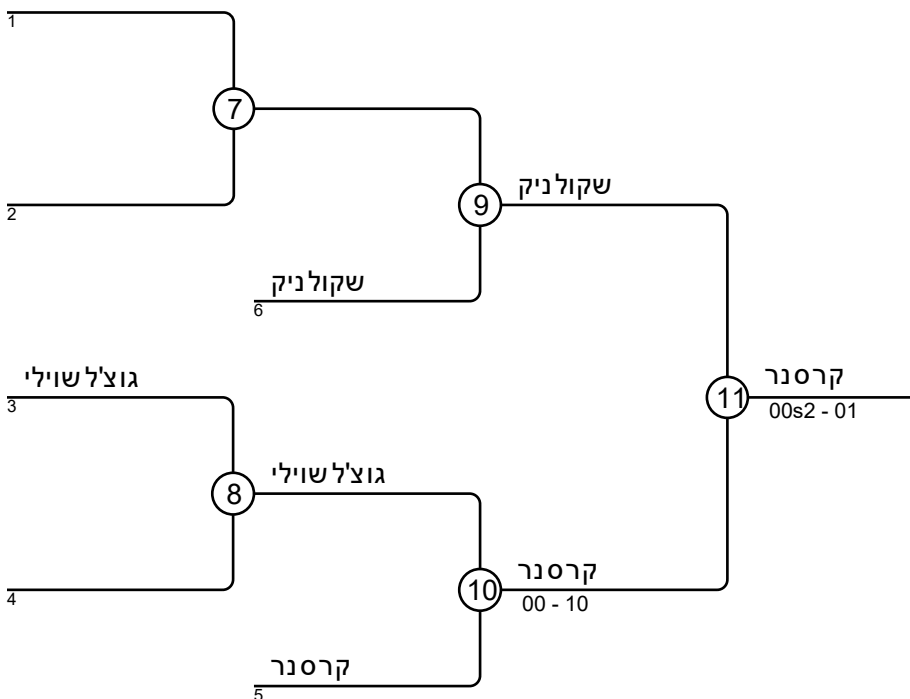 1
7
2
שקולניק
9
שקולניק
6
גוצ'לשוילי
3
קרסנר
11
00s2 - 01
גוצ'לשוילי
8
קרסנר
10
00 - 10
4
קרסנר
5